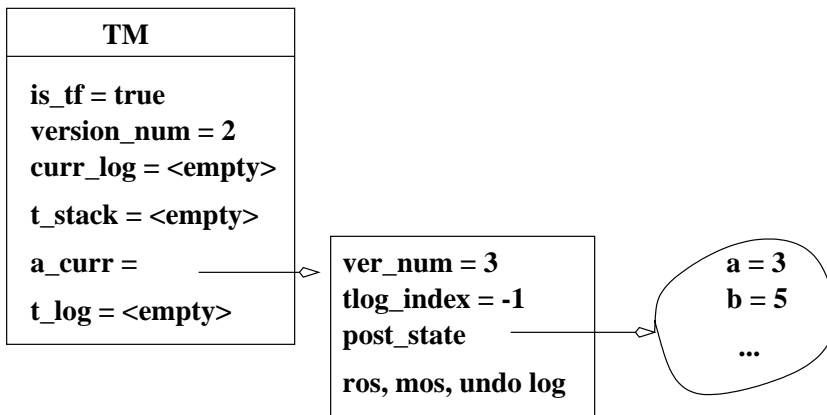 TM
is_tf = true
version_num = 2
curr_log = <empty>
t_stack = <empty>
a_curr =
t_log = <empty>
ver_num = 3
tlog_index = -1
post_state
ros, mos, undo log
a = 3
b = 5
...